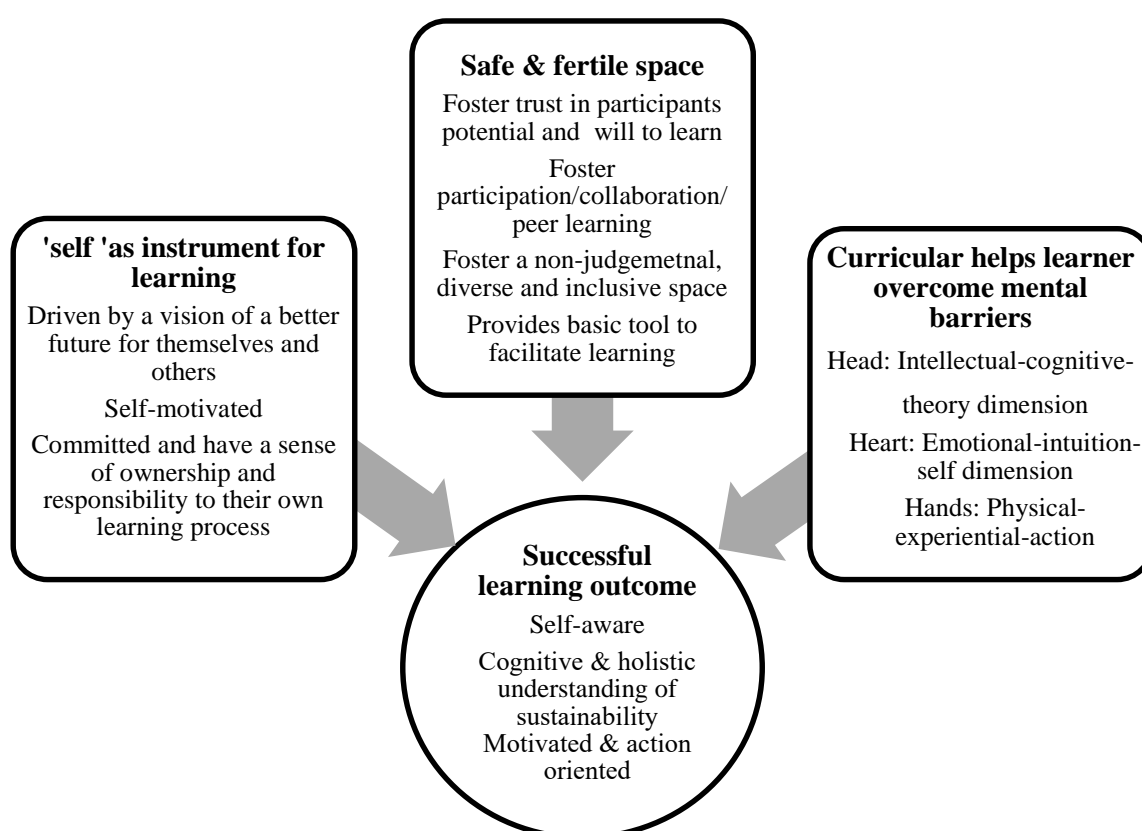 Safe & fertile space
Foster trust in participants
potential and will to learn
Foster
participation/collaboration/
peer learning
Foster a non-judgemetnal,
diverse and inclusive space
Provides basic tool to
facilitate learning
'self 'as instrument for
learning
Driven by a vision of a better
future for themselves and
others
Self-motivated
Committed and have a sense
of ownership and
responsibility to their own
learning process
Curricular helps learner
overcome mental
barriers
Head: Intellectual-cognitive-
theory dimension
Heart: Emotional-intuition-
self dimension
Hands: Physical-
experiential-action
Successful
learning outcome
Self-aware
Cognitive & holistic
understanding of
sustainability
Motivated & action
oriented